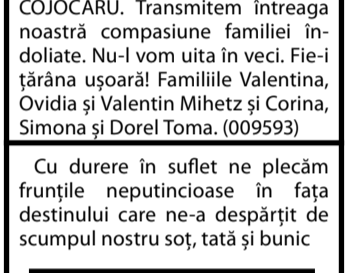 COJOCARU. Transmitem întreaga
noastră compasiune familiei în-
doliate. Nu-l vom uita în veci. Fie-i
țărâna ușoară! Familiile Valentina,
Ovidia și Valentin Mihetz și Corina,
Simona și Dorel Toma. (009593)
Cu durere în suflet ne plecăm
frunțile neputincioase în fața
destinului care ne-a despărțit de
scumpul nostru soț, tată și bunic